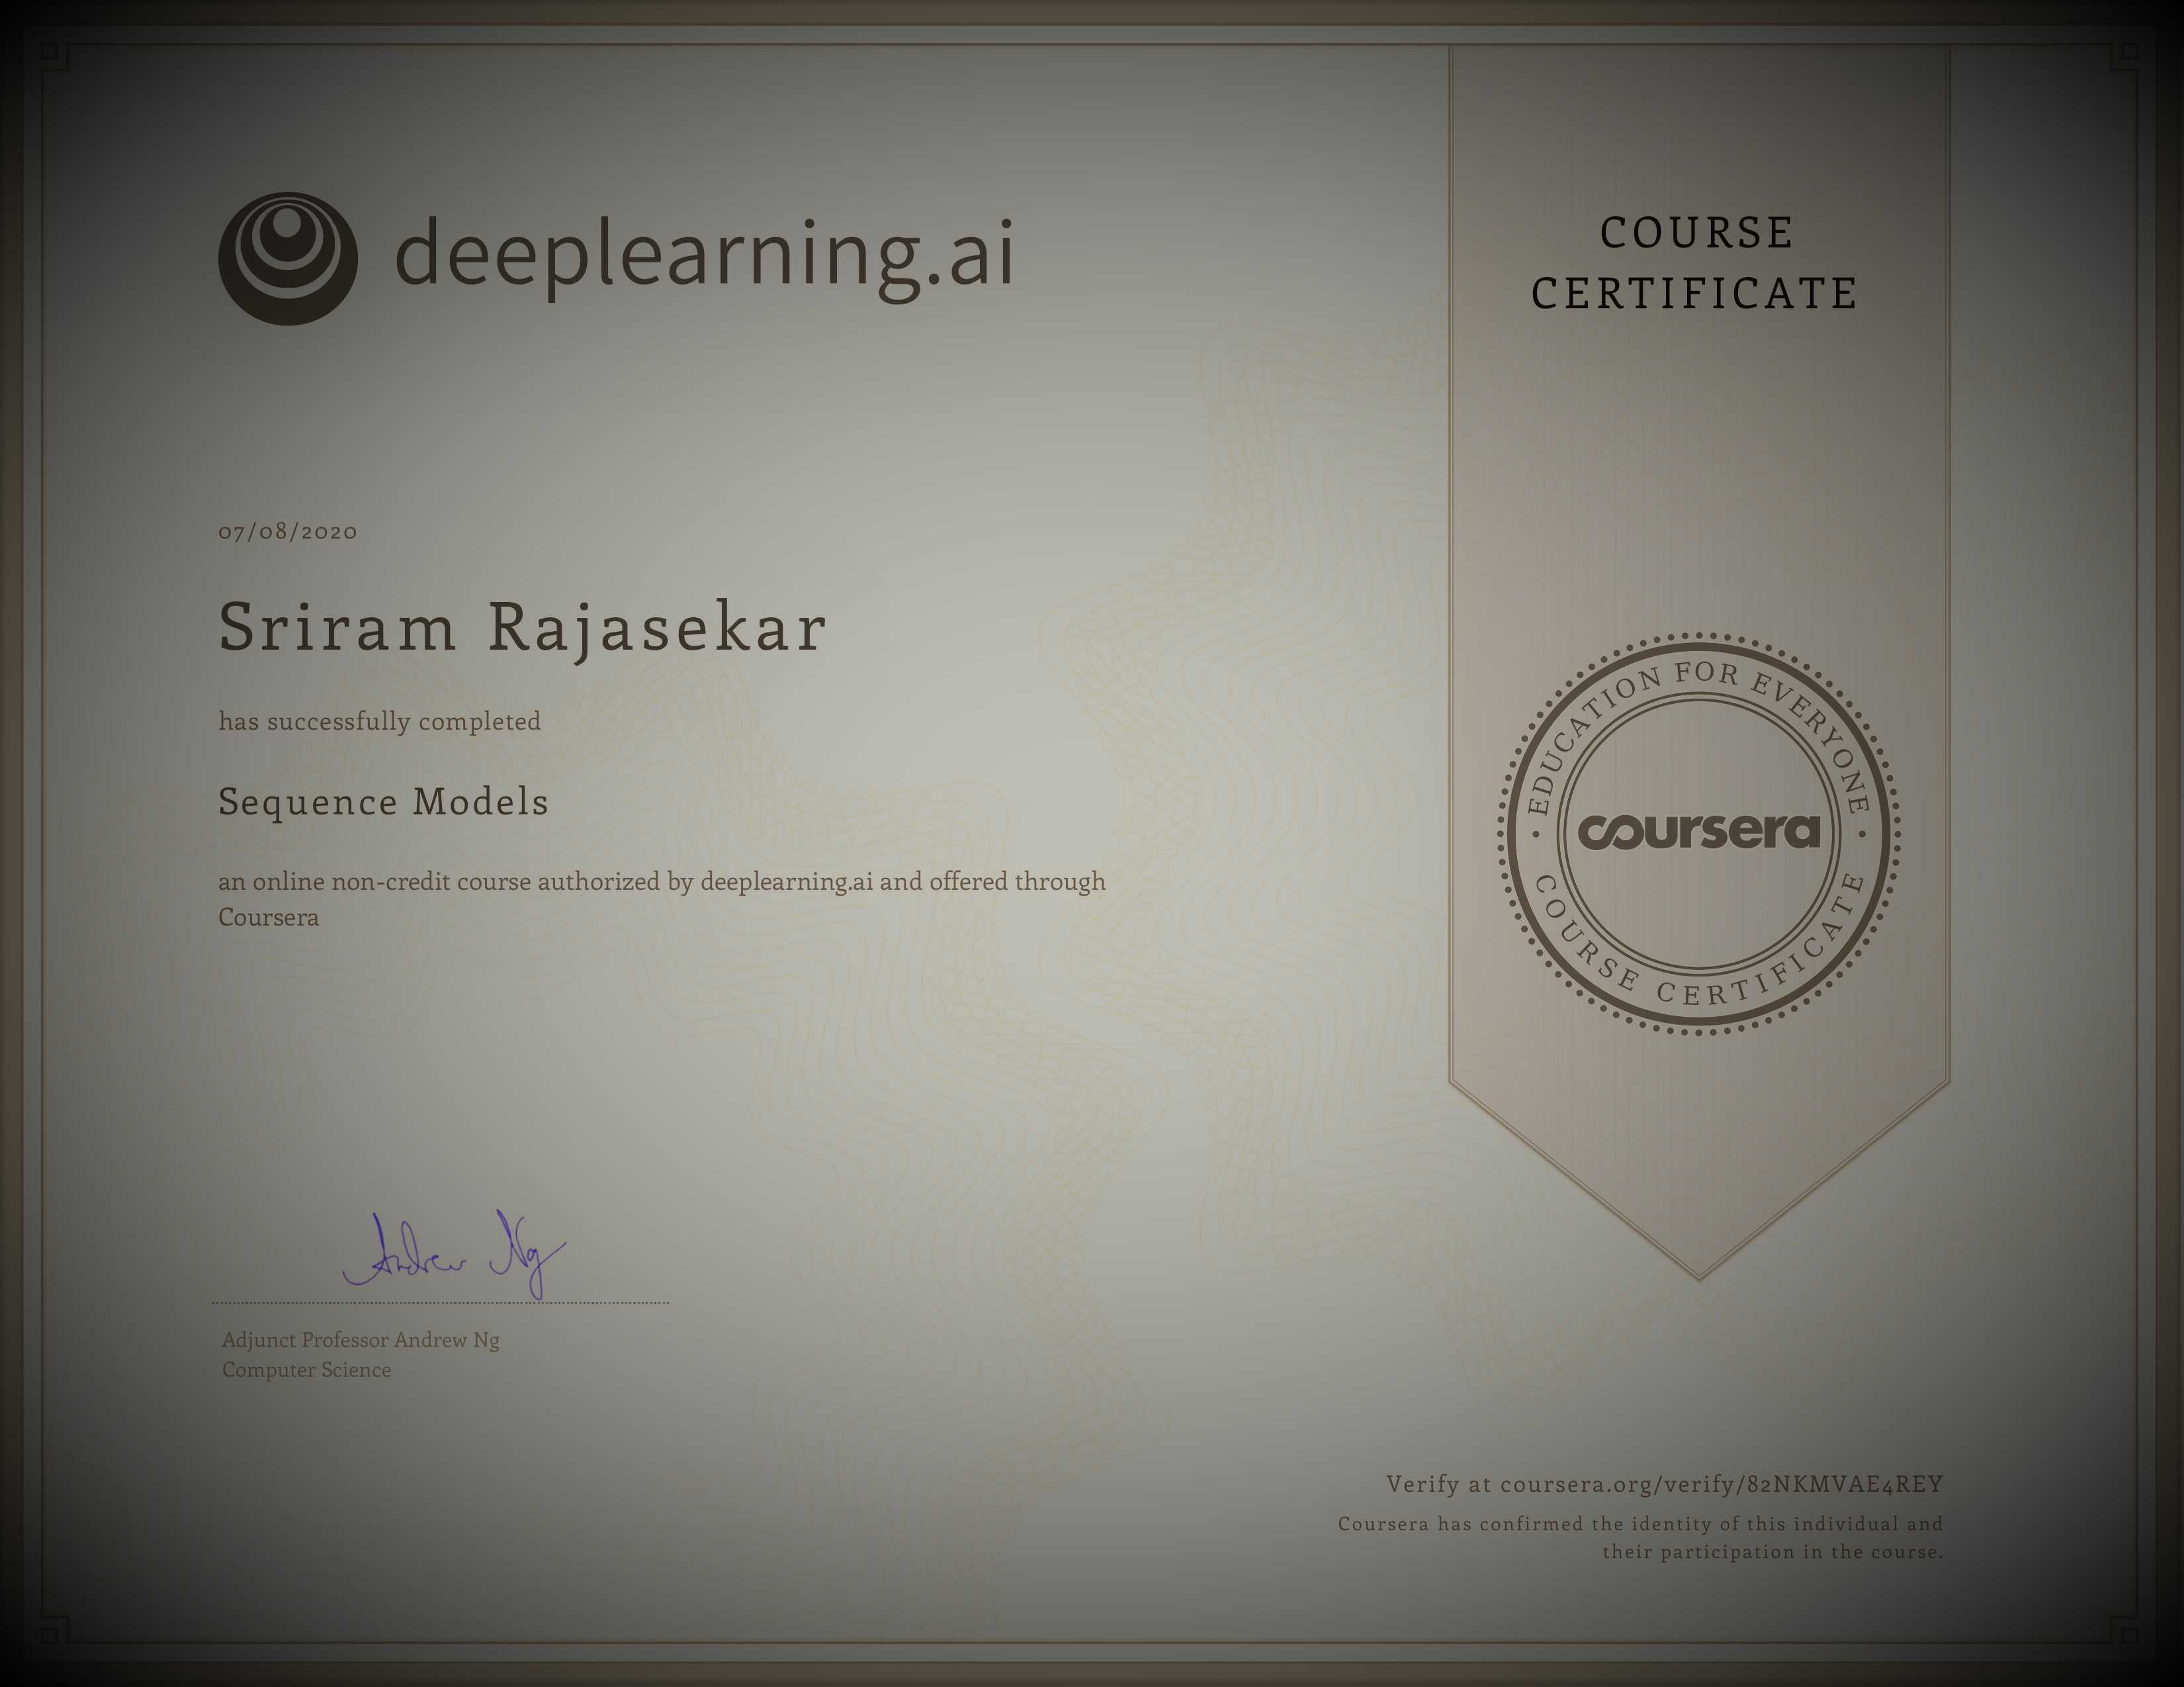 deeplearning.ai
COURSE
CERTIFICATE
07/08/2020
Sriram Rajasekar
has successfully completed
Sequence Models
an online non-credit course authorized by deeplearning.ai and offered through
Coursera
EDUCATION FOR EVERYONE
coursera
COURSE CERTIFICATE
Andrew Ng
Adjunct Professor Andrew Ng
Computer Science
Verify at coursera.org/verify/82NKMVAE4REY
Coursera has confirmed the identity of this individual and
their participation in the course.